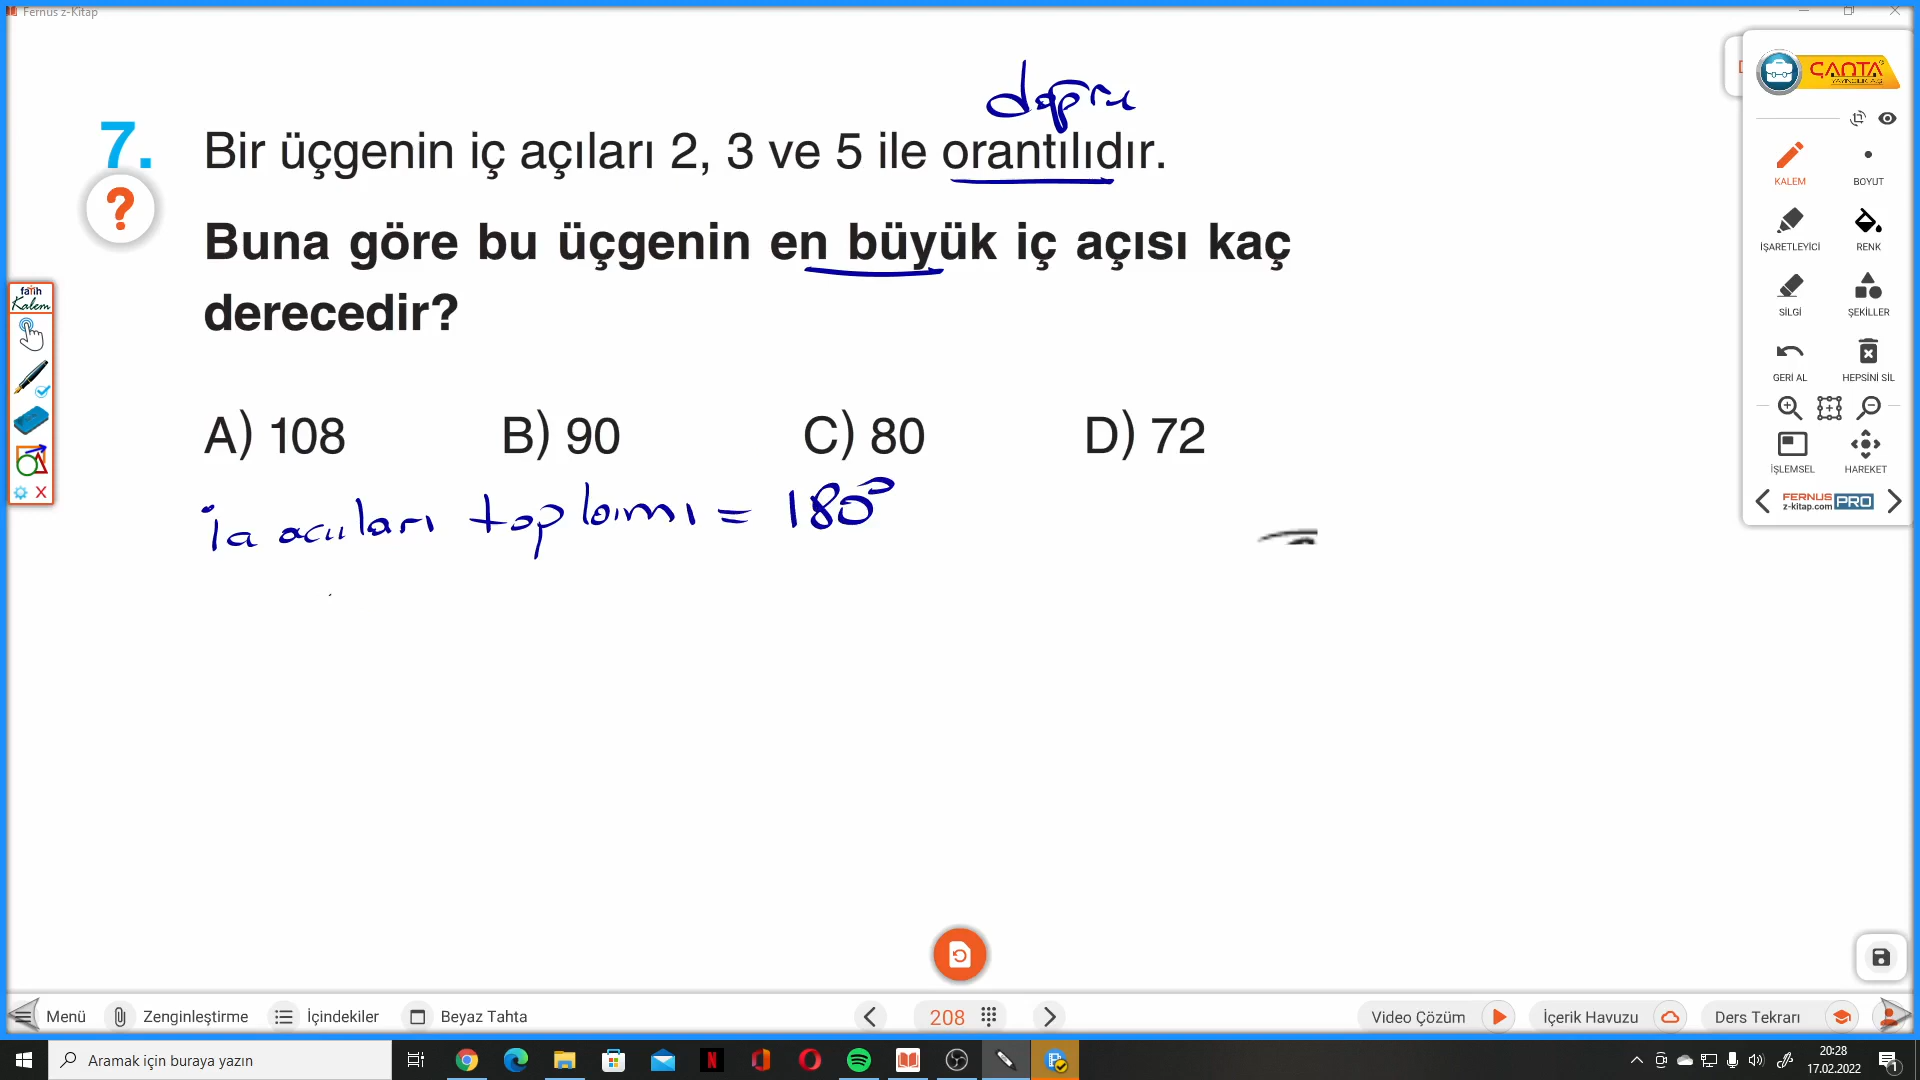 Fernus z-Kitap
doğru
7. Bir üçgenin iç açıları 2, 3 ve 5 ile orantılıdır.
?
Buna göre bu üçgenin en büyük iç açısı kaç
derecedir?
A) 108 B) 90 C) 80 D) 72
toplamı = 180°
fatih
Kalem
X
ÇANTA
KALEM BOYUT
İŞARETLEYİCİ RENK
SİLGİ ŞEKİLLER
GERİ AL HEPSİNİ SİL
İŞLEMSEL HAREKET
FERNUS PRO
z-kitap.com
Menü Zenginleştirme İçindekiler Beyaz Tahta 208 Video Çözüm İçerik Havuzu Ders Tekrarı
Aramak için buraya yazın
20:28
17.02.2022
1